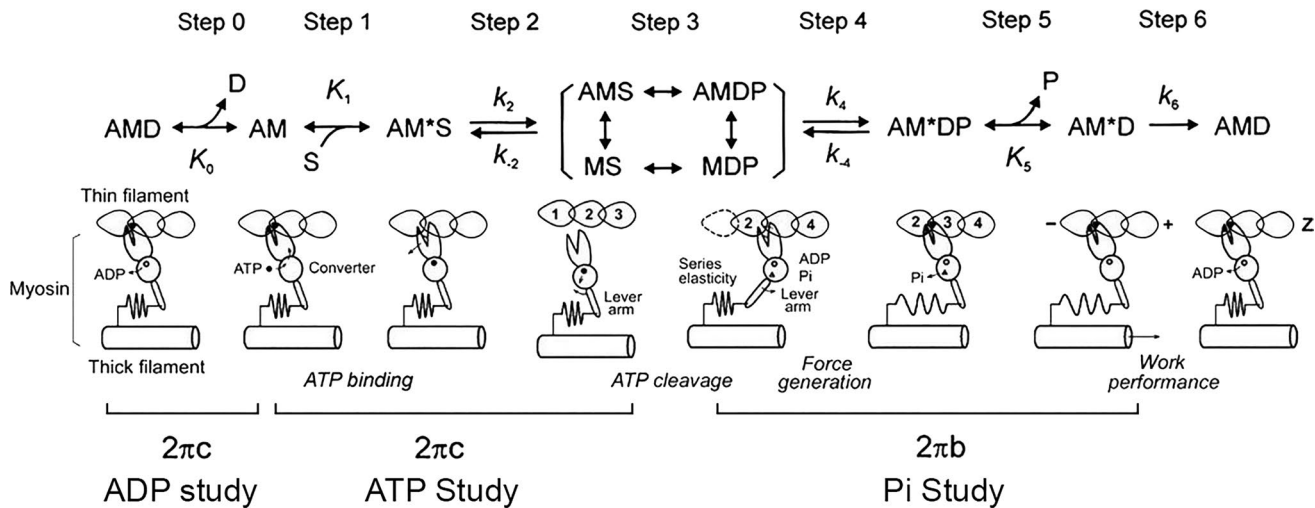 Step 0 Step 1 Step 2 Step 3 Step 4 Step 5 Step 6
D K₁ k₂ AMS AMDP k₄ P k₆
AMD AM AM*S AM*DP AM*D AMD
K₀ S k₋₂ MS MDP k₋₄ K₅
Thin filament
1 2 3 2 4 2 3 4 - + Z
Myosin
ADP
ATP
Converter
Lever
arm
Series
elasticity
ADP
Pi
Lever
arm
Pi
ADP
Thick filament
ATP binding
ATP cleavage
Force
generation
Work
performance
2πc 2πc 2πb
ADP study ATP Study Pi Study